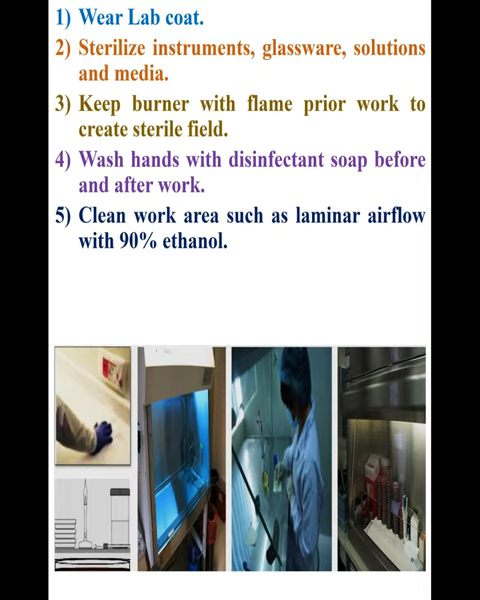 1) Wear Lab coat.
2) Sterilize instruments, glassware, solutions
and media.
3) Keep burner with flame prior work to
create sterile field.
4) Wash hands with disinfectant soap before
and after work.
5) Clean work area such as laminar airflow
with 90% ethanol.